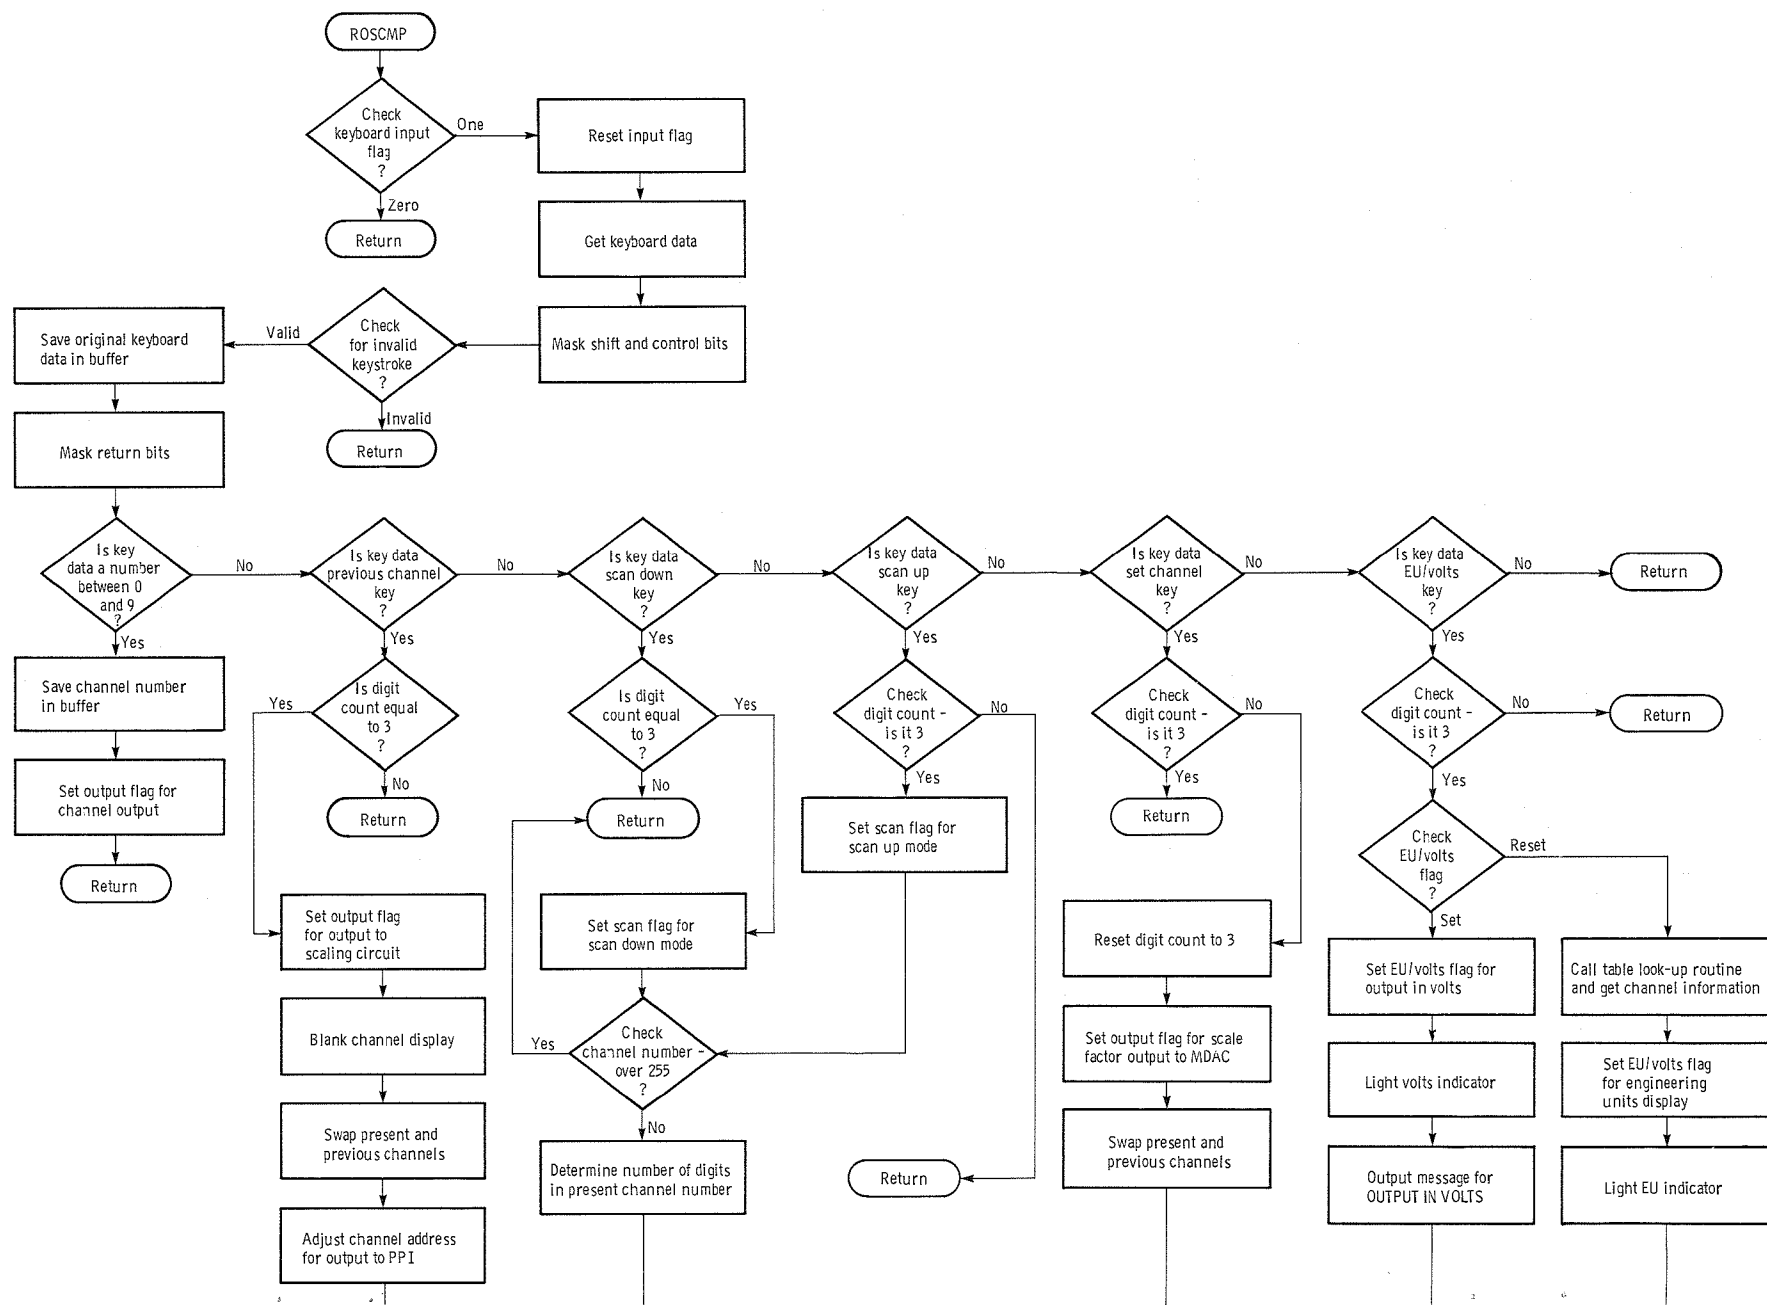 ROSCMP
Check
keyboard input
flag
?
One
Zero
Return
Reset input flag
Get keyboard data
Mask shift and control bits
Check
for invalid
keystroke
?
Valid
Invalid
Return
Save original keyboard
data in buffer
Mask return bits
Is key
data a number
between 0
and 9
?
No
Yes
Save channel number
in buffer
Set output flag for
channel output
Return
Is key data
previous channel
key
?
No
Yes
Is digit
count equal
to 3
?
Yes
No
Return
Set output flag
for output to
scaling circuit
Blank channel display
Swap present and
previous channels
Adjust channel address
for output to PPI
Is key data
scan down
key
?
No
Yes
Is digit
count equal
to 3
?
Yes
No
Return
Set scan flag for
scan down mode
Check
channel number -
over 255
?
Yes
No
Determine number of digits
in present channel number
Is key data
scan up
key
?
No
Yes
Check
digit count -
is it 3
?
No
Yes
Set scan flag for
scan up mode
Return
Is key data
set channel
key
?
No
Yes
Check
digit count -
is it 3
?
No
Yes
Return
Reset digit count to 3
Set output flag for scale
factor output to MDAC
Swap present and
previous channels
Is key data
EU/volts
key
?
No
Return
Yes
Check
digit count -
is it 3
?
No
Return
Yes
Check
EU/volts
flag
?
Reset
Set
Set EU/volts flag for
output in volts
Light volts indicator
Output message for
OUTPUT IN VOLTS
Call table look-up routine
and get channel information
Set EU/volts flag
for engineering
units display
Light EU indicator